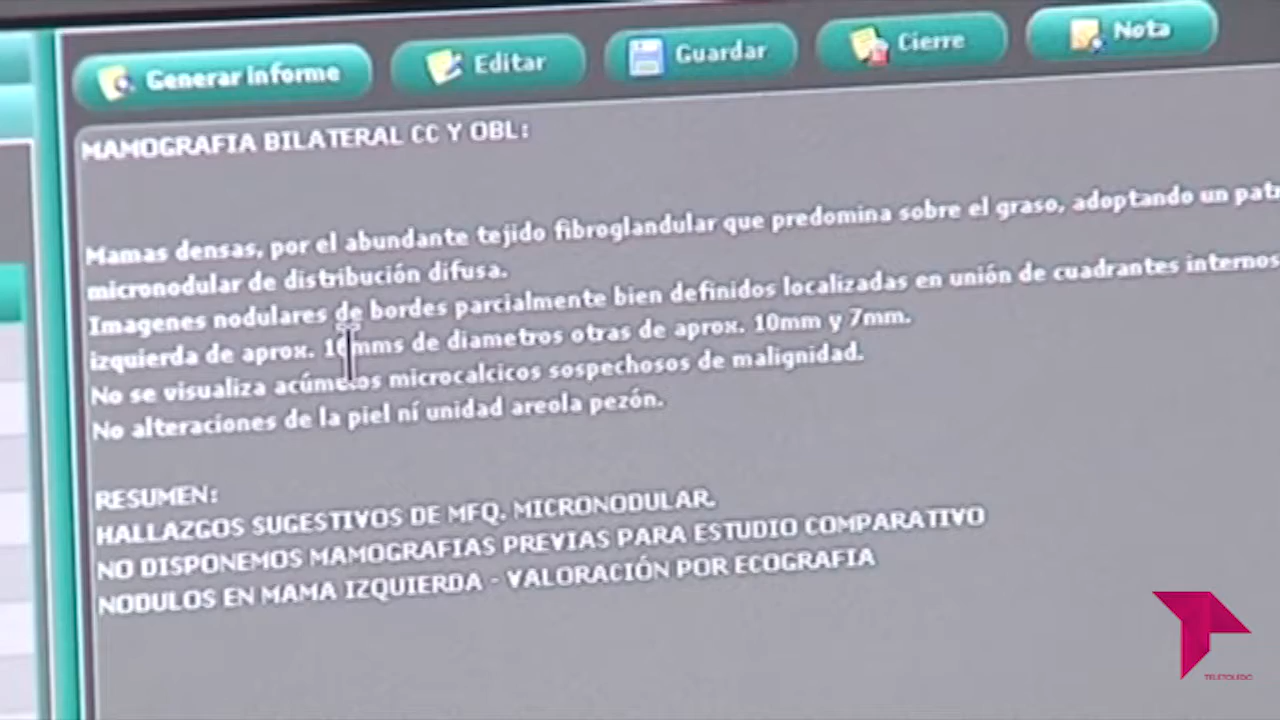 Generar informe
Editar
Guardar
Cierre
Nota
MAMOGRAFIA BILATERAL CC Y OBL:
Mamas densas, por el abundante tejido fibroglandular que predomina sobre el graso, adoptando un
micronodular de distribución difusa.
Imagenes nodulares de bordes parcialmente bien definidos localizadas en unión de cuadrantes internos
izquierda de aprox. mms de diametros otras de aprox. 10mm y 7mm.
No se visualiza acúmelos microcalcicos sospechosos de malignidad.
No alteraciones de la piel ní unidad areola pezón.
RESUMEN:
HALLAZGOS SUGESTIVOS DE MFQ. MICRONODULAR.
NO DISPONEMOS MAMOGRAFIAS PREVIAS PARA ESTUDIO COMPARATIVO
NODULOS EN MAMA IZQUIERDA - VALORACIÓN POR ECOGRAFIA
TELETOLEDO